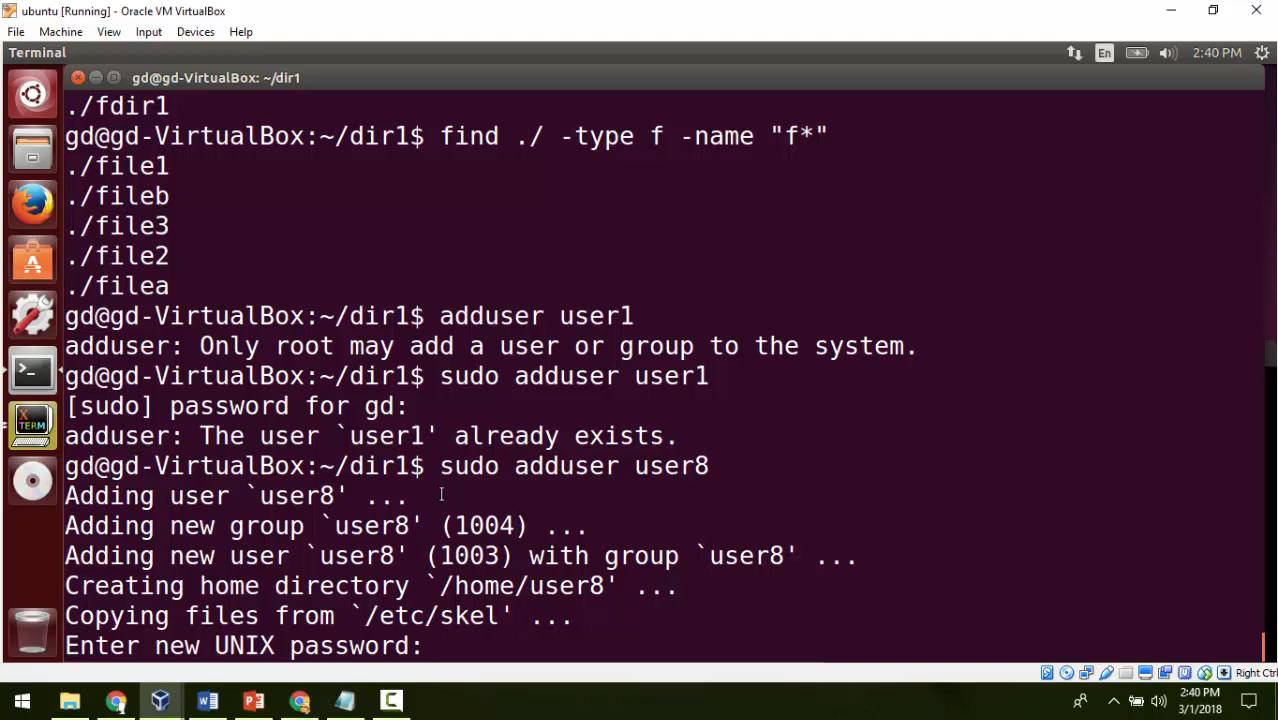 ubuntu [Running] - Oracle VM VirtualBox
File Machine View Input Devices Help
Terminal En 2:40 PM
gd@gd-VirtualBox: ~/dir1
./fdir1
gd@gd-VirtualBox:~/dir1$ find ./ -type f -name "f*"
./file1
./fileb
./file3
./file2
./filea
gd@gd-VirtualBox:~/dir1$ adduser user1
adduser: Only root may add a user or group to the system.
gd@gd-VirtualBox:~/dir1$ sudo adduser user1
[sudo] password for gd:
adduser: The user `user1' already exists.
gd@gd-VirtualBox:~/dir1$ sudo adduser user8
Adding user `user8' ...
Adding new group `user8' (1004) ...
Adding new user `user8' (1003) with group `user8' ...
Creating home directory `/home/user8' ...
Copying files from `/etc/skel' ...
Enter new UNIX password:
X
TERM
Right Ctrl
2:40 PM
3/1/2018